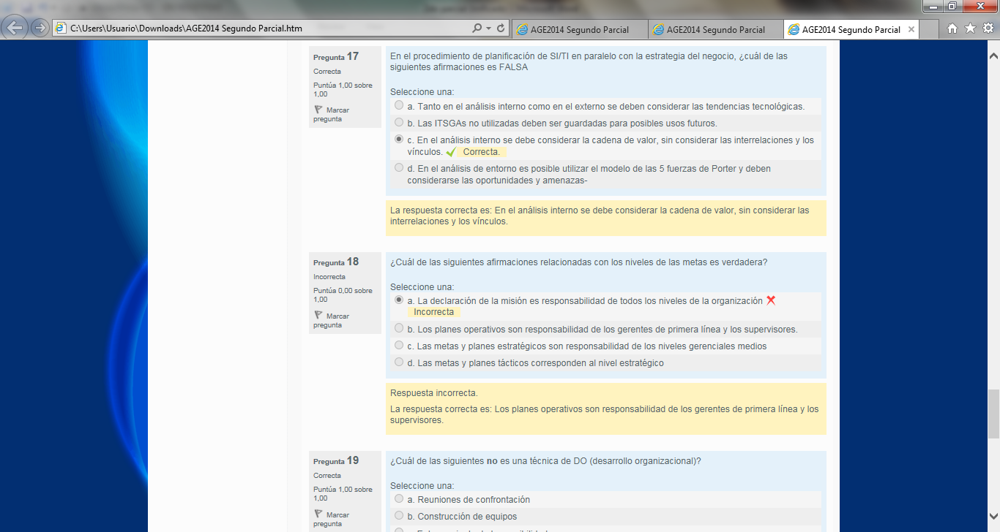 C:\Users\Usuario\Downloads\AGE2014 Segundo Parcial.htm
AGE2014 Segundo Parcial
AGE2014 Segundo Parcial
AGE2014 Segundo Parcial
Pregunta 17
Correcta
Puntúa 1,00 sobre
1,00
Marcar
pregunta
En el procedimiento de planificación de SI/TI en paralelo con la estrategia del negocio, ¿cuál de las
siguientes afirmaciones es FALSA
Seleccione una:
a. Tanto en el análisis interno como en el externo se deben considerar las tendencias tecnológicas.
b. Las ITSGAs no utilizadas deben ser guardadas para posibles usos futuros.
c. En el análisis interno se debe considerar la cadena de valor, sin considerar las interrelaciones y los
vínculos. Correcta.
d. En el análisis de entorno es posible utilizar el modelo de las 5 fuerzas de Porter y deben
considerarse las oportunidades y amenazas-
La respuesta correcta es: En el análisis interno se debe considerar la cadena de valor, sin considerar las
interrelaciones y los vínculos.
Pregunta 18
Incorrecta
Puntúa 0,00 sobre
1,00
Marcar
pregunta
¿Cuál de las siguientes afirmaciones relacionadas con los niveles de las metas es verdadera?
Seleccione una:
a. La declaración de la misión es responsabilidad de todos los niveles de la organización
Incorrecta
b. Los planes operativos son responsabilidad de los gerentes de primera línea y los supervisores.
c. Las metas y planes estratégicos son responsabilidad de los niveles gerenciales medios
d. Las metas y planes tácticos corresponden al nivel estratégico
Respuesta incorrecta.
La respuesta correcta es: Los planes operativos son responsabilidad de los gerentes de primera línea y los
supervisores.
Pregunta 19
Correcta
Puntúa 1,00 sobre
1,00
Marcar
pregunta
¿Cuál de las siguientes no es una técnica de DO (desarrollo organizacional)?
Seleccione una:
a. Reuniones de confrontación
b. Construcción de equipos